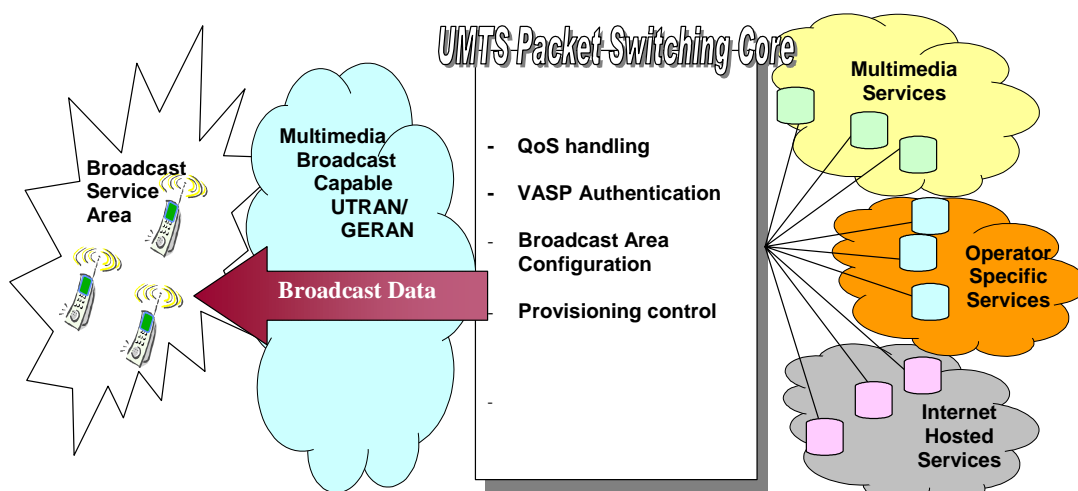 UMTS Packet Switching Core
Broadcast
Service
Area
Multimedia
Broadcast
Capable
UTRAN/
GERAN
Broadcast Data
- QoS handling
- VASP Authentication
- Broadcast Area
Configuration
- Provisioning control
-
Multimedia
Services
Operator
Specific
Services
Internet
Hosted
Services